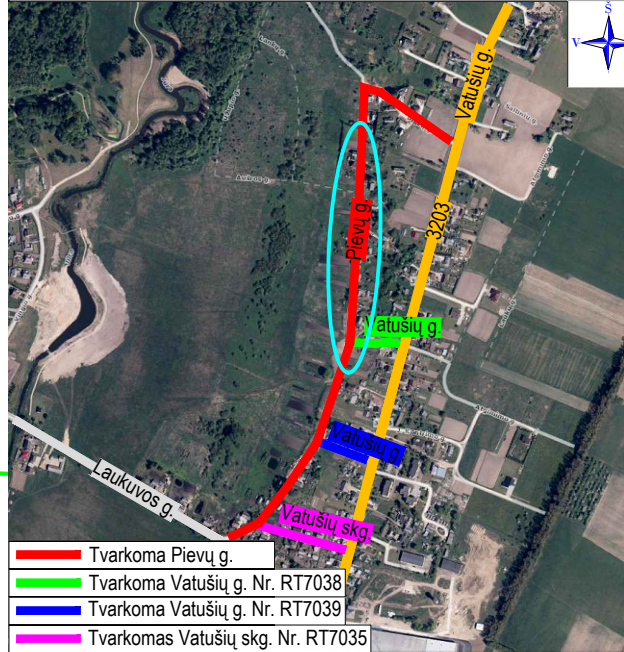 Š
V
Vatušių g.
3203
Pievų g.
Vatušių g.
Vatušių g.
Vatušių skg.
Laukuvos g.
Tvarkoma Pievų g.
Tvarkoma Vatušių g. Nr. RT7038
Tvarkoma Vatušių g. Nr. RT7039
Tvarkomas Vatušių skg. Nr. RT7035